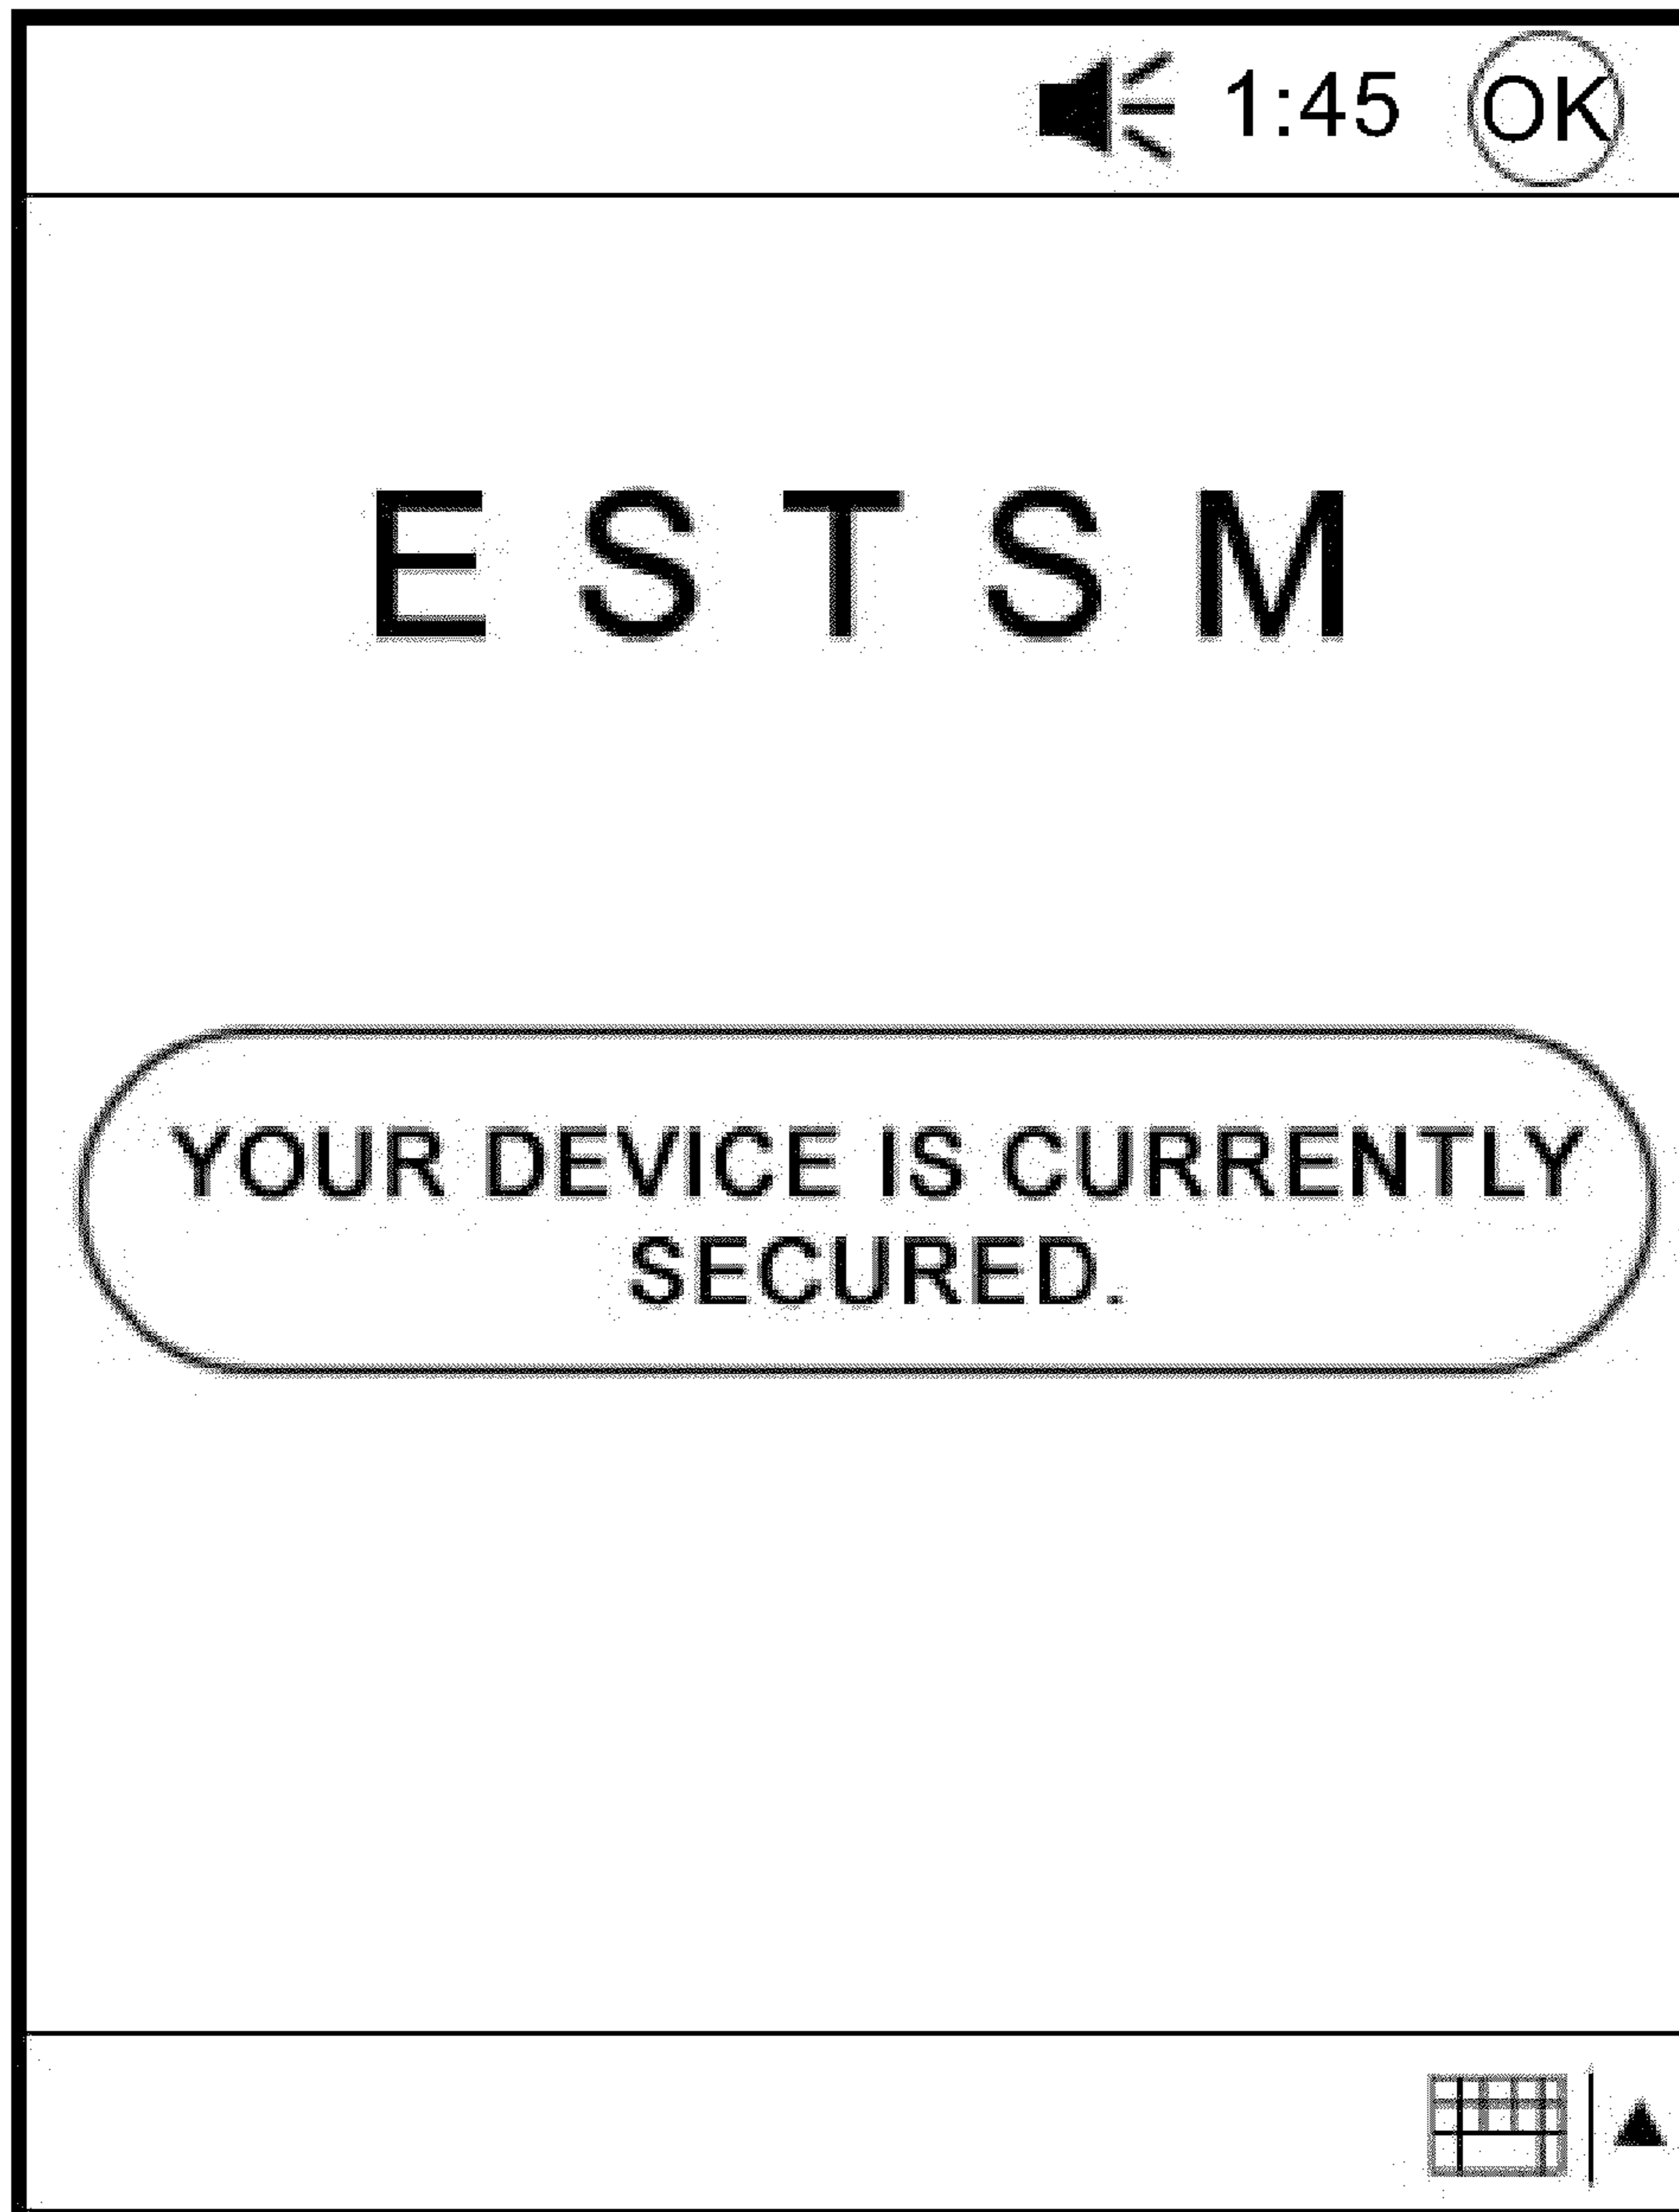 1:45 OK
E S T S M
YOUR DEVICE IS CURRENTLY
SECURED.